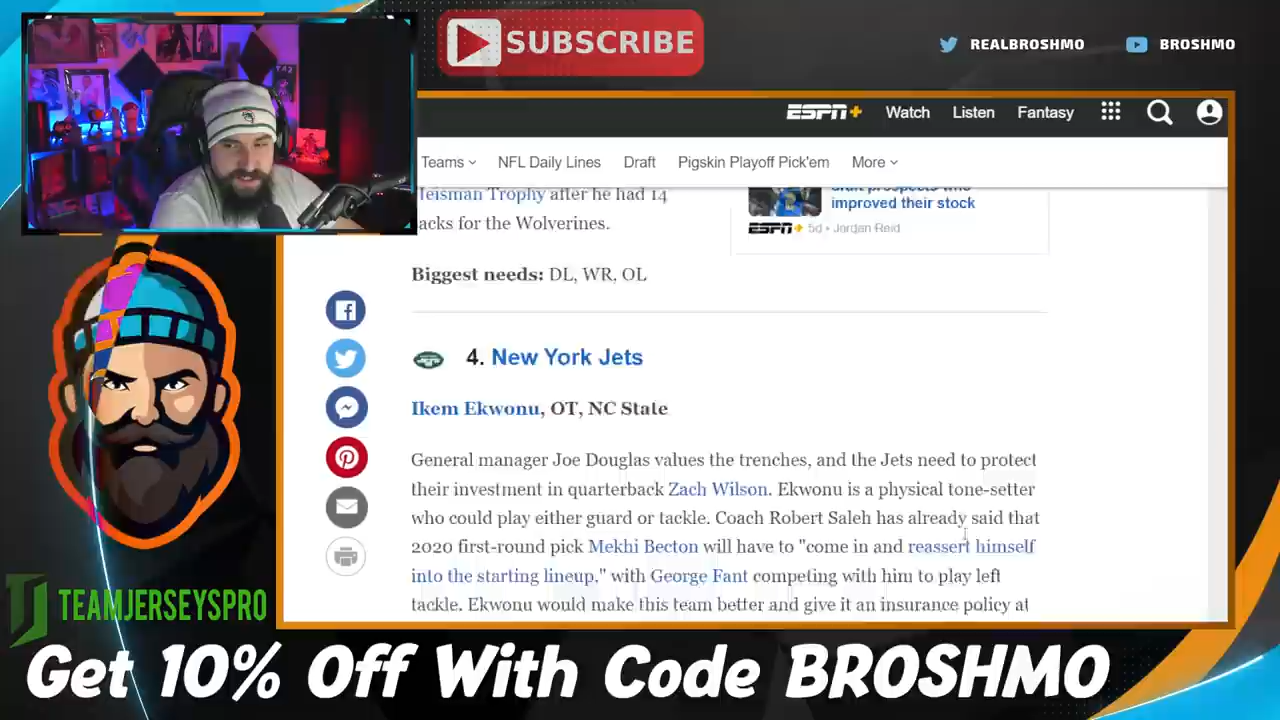 SUBSCRIBE
REALBROSHMO
BROSHMO
ESPN+ Watch Listen Fantasy
Teams NFL Daily Lines Draft Pigskin Playoff Pick'em More
Heisman Trophy after he had 14
sacks for the Wolverines.
improved their stock
ESPN+ 5d • Jordan Reid
Biggest needs: DL, WR, OL
4. New York Jets
Ikem Ekwonu, OT, NC State
General manager Joe Douglas values the trenches, and the Jets need to protect
their investment in quarterback Zach Wilson. Ekwonu is a physical tone-setter
who could play either guard or tackle. Coach Robert Saleh has already said that
2020 first-round pick Mekhi Becton will have to "come in and reassert himself
into the starting lineup," with George Fant competing with him to play left
tackle. Ekwonu would make this team better and give it an insurance policy at
TJ TEAMJERSEYSPRO
Get 10% Off With Code BROSHMO